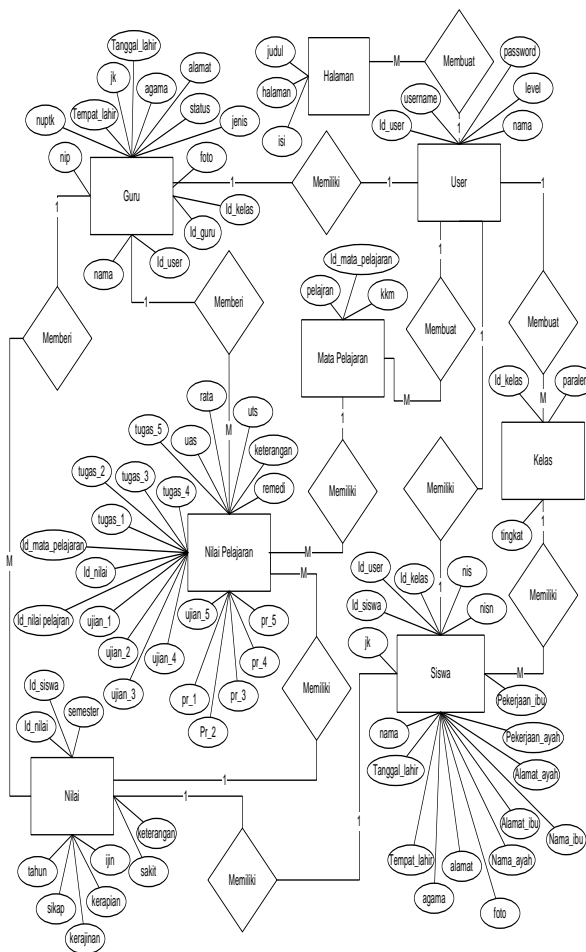 Tanggal_lahir
jk
agama
alamat
Tempat_lahir
status
nuptk
jenis
nip
foto
Guru
Id_kelas
Id_guru
Id_user
nama
judul
halaman
isi
Halaman
M
Membuat
1
password
username
level
Id_user
nama
User
1
Memiliki
1
1
Memberi
M
1
Memberi
M
Id_mata_pelajaran
pelajran
kkm
Mata Pelajaran
1
Membuat
M
1
Membuat
M
Id_kelas
paralel
Kelas
tingkat
1
Memiliki
M
1
Memiliki
1
1
Memiliki
M
rata
uts
tugas_5
uas
keterangan
tugas_2
tugas_3
tugas_4
remedi
tugas_1
Id_mata_pelajaran
Nilai Pelajaran
Id_nilai
Id_nilai pelajran
ujian_1
ujian_2
ujian_3
ujian_4
ujian_5
pr_5
pr_4
pr_3
pr_1
Pr_2
M
Memiliki
1
Id_user
Id_kelas
nis
Id_siswa
nisn
jk
Siswa
Pekerjaan_ibu
nama
Pekerjaan_ayah
Tanggal_lahir
Alamat_ayah
Alamat_ibu
Nama_ibu
Tempat_lahir
alamat
Nama_ayah
agama
foto
Id_siswa
semester
Id_nilai
Nilai
keterangan
tahun
ijin
sakit
sikap
kerapian
kerajinan
1
Memiliki
1